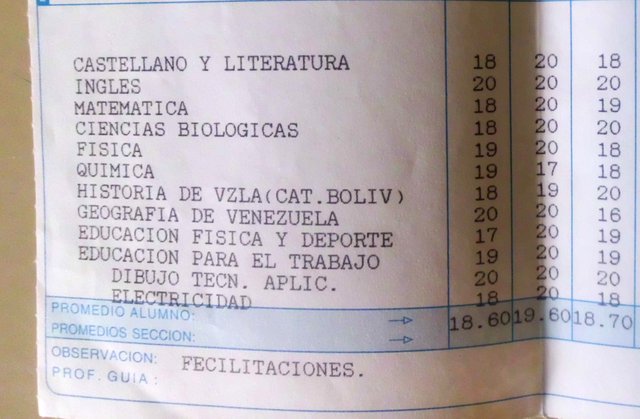 CASTELLANO Y LITERATURA 18 20 18
INGLES 20 20 20
MATEMATICA 18 20 19
CIENCIAS BIOLOGICAS 18 20 20
FISICA 19 20 18
QUIMICA 19 17 18
HISTORIA DE VZLA(CAT.BOLIV) 18 19 20
GEOGRAFIA DE VENEZUELA 20 20 16
EDUCACION FISICA Y DEPORTE 17 20 19
EDUCACION PARA EL TRABAJO 19 20 19
DIBUJO TECN. APLIC. 20 20 20
ELECTRICIDAD 18 20 18
PROMEDIO ALUMNO: 18.60 19.60 18.70
PROMEDIOS SECCION:
OBSERVACION: FECILITACIONES.
PROF. GUIA :